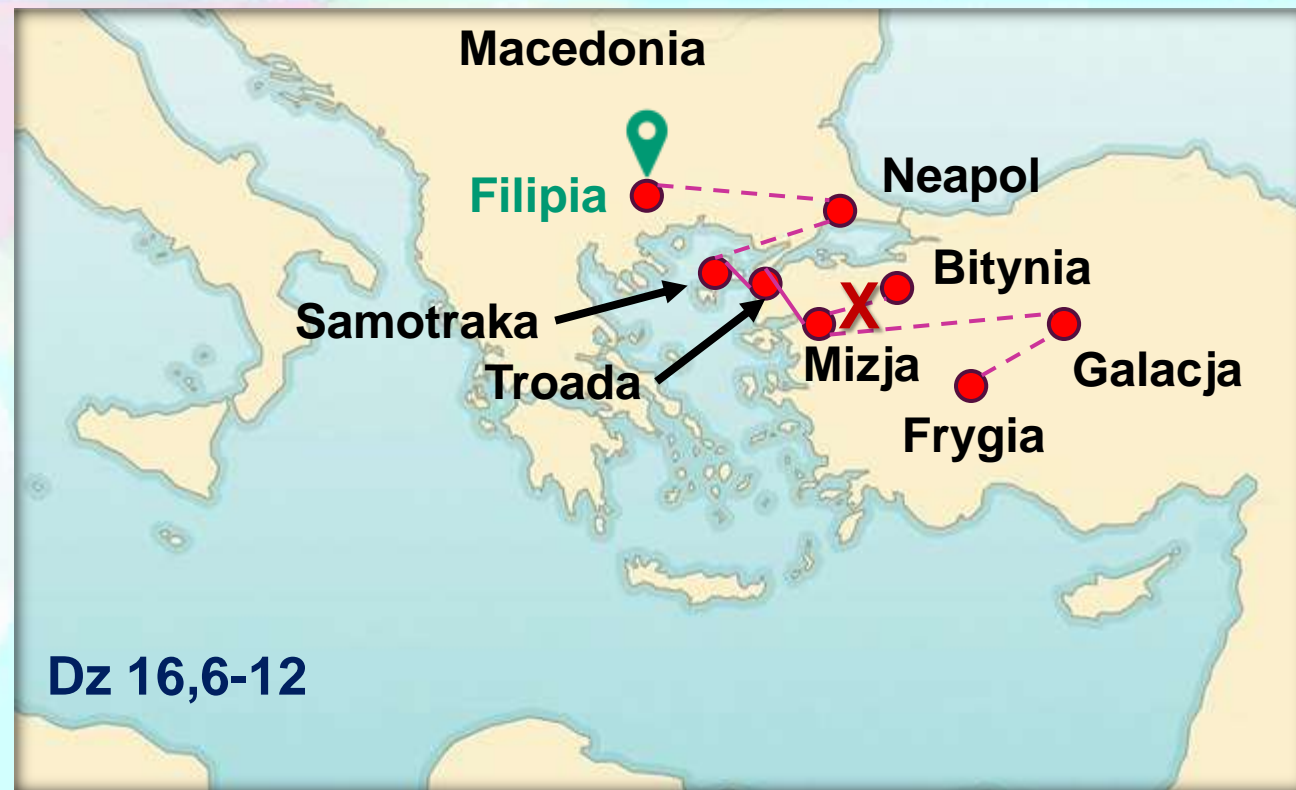 Macedonia
Neapol
Filipia
Bitynia
Samotraka
X
Mizja
Galacja
Troada
Frygia
Dz 16,6-12